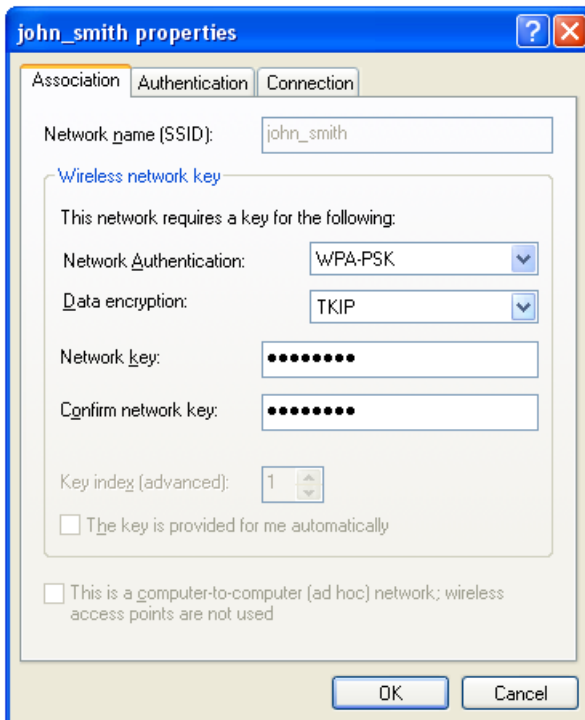 john_smith properties
Association Authentication Connection
Network name (SSID): john_smith
Wireless network key
This network requires a key for the following:
Network Authentication: WPA-PSK
Data encryption: TKIP
Network key: ••••••••
Confirm network key: ••••••••
Key index (advanced): 1
The key is provided for me automatically
This is a computer-to-computer (ad hoc) network; wireless
access points are not used
OK Cancel